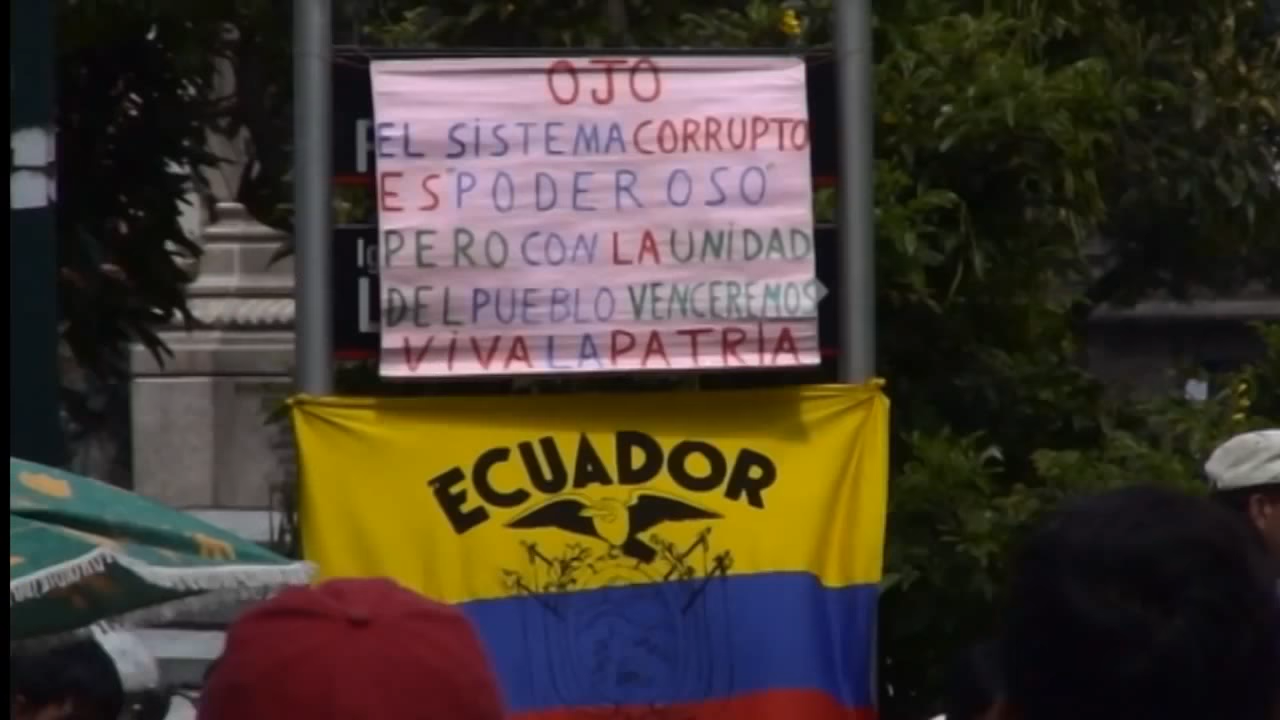 OJO
EL SiSTEMA CORRUPTO
ES "PODEROSO"
PERO CON LA UNiDAD
DEL PUEBLO VENCEREMOS
ViVA LA PATRiA
ECUADOR